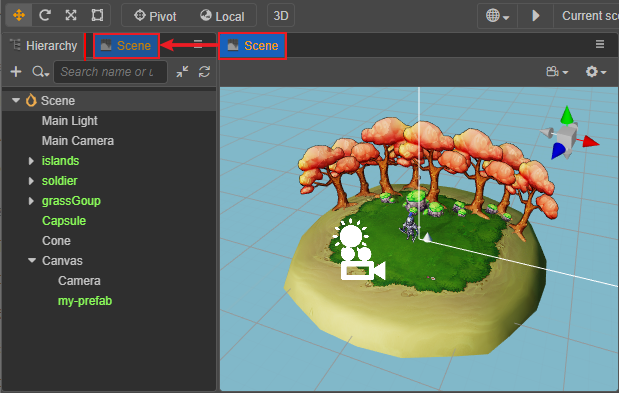 Pivot Local 3D Current sc
Hierarchy Scene Scene
Search name or u
Scene
Main Light
Main Camera
islands
soldier
grassGoup
Capsule
Cone
Canvas
Camera
my-prefab